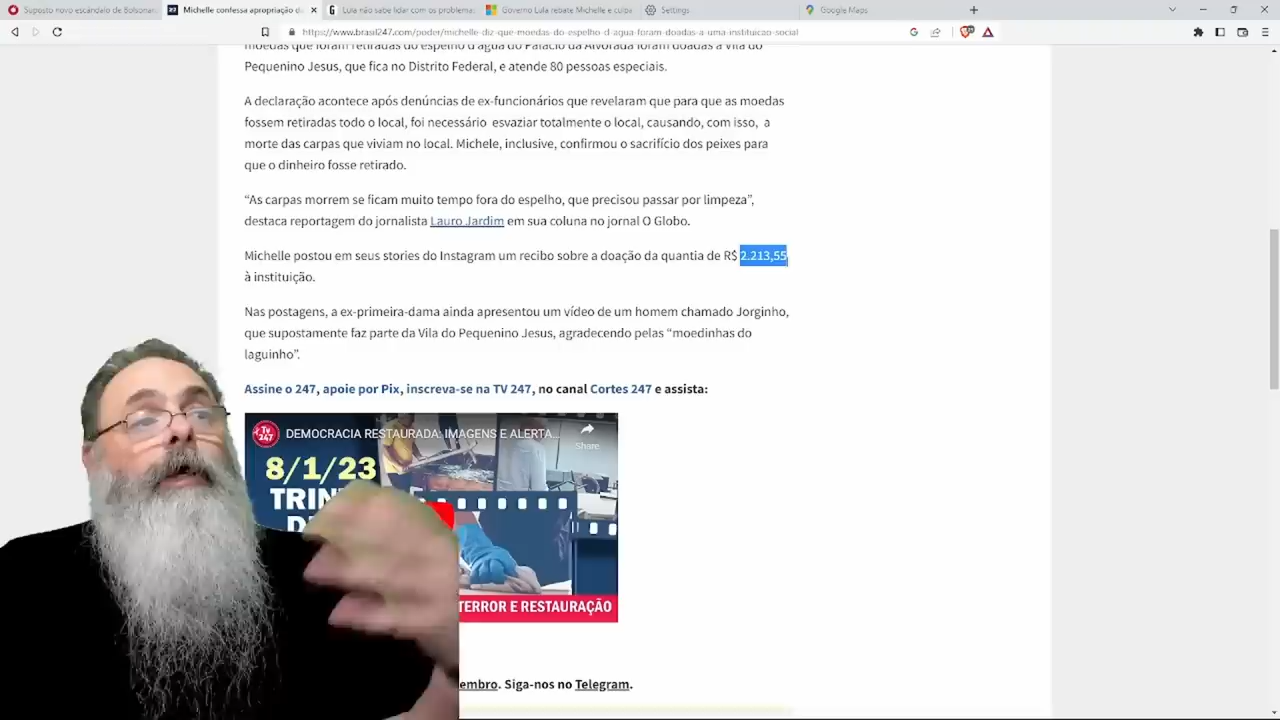 Suposto novo escândalo de Bolsonar
Michelle confessa apropriação da
Lula não sabe lidar com os problema
Governo Lula rebate Michelle e culpa
Settings
Google Maps
https://www.brasil247.com/poder/michelle-diz-que-moedas-do-espelho-d-agua-foram-doadas-a-uma-instituicao-social
moedas que foram retiradas do espelho d'água do Palácio da Alvorada foram doadas à Vila do
Pequenino Jesus, que fica no Distrito Federal, e atende 80 pessoas especiais.
A declaração acontece após denúncias de ex-funcionários que revelaram que para que as moedas
fossem retiradas todo o local, foi necessário esvaziar totalmente o local, causando, com isso, a
morte das carpas que viviam no local. Michele, inclusive, confirmou o sacrifício dos peixes para
que o dinheiro fosse retirado.
“As carpas morrem se ficam muito tempo fora do espelho, que precisou passar por limpeza”,
destaca reportagem do jornalista Lauro Jardim em sua coluna no jornal O Globo.
Michelle postou em seus stories do Instagram um recibo sobre a doação da quantia de R$ 2.213,55
à instituição.
Nas postagens, a ex-primeira-dama ainda apresentou um vídeo de um homem chamado Jorginho,
que supostamente faz parte da Vila do Pequenino Jesus, agradecendo pelas “moedinhas do
laguinho”.
Assine o 247, apoie por Pix, inscreva-se na TV 247, no canal Cortes 247 e assista:
TV 247
DEMOCRACIA RESTAURADA: IMAGENS E ALERTA...
Share
8/1/23
TRIN
D
TERROR E RESTAURAÇÃO
embro. Siga-nos no Telegram.